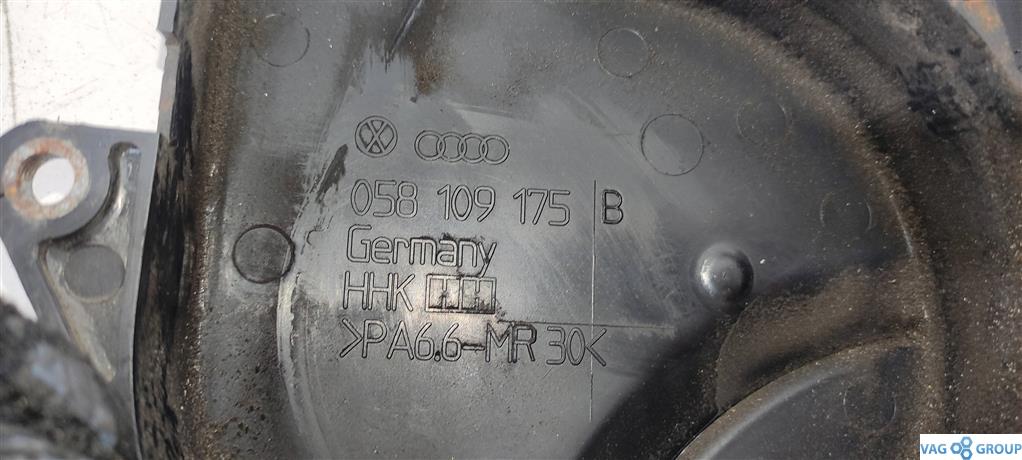 058 109 175 B
Germany
HHK
>PA6.6-MR 30<
VAG GROUP